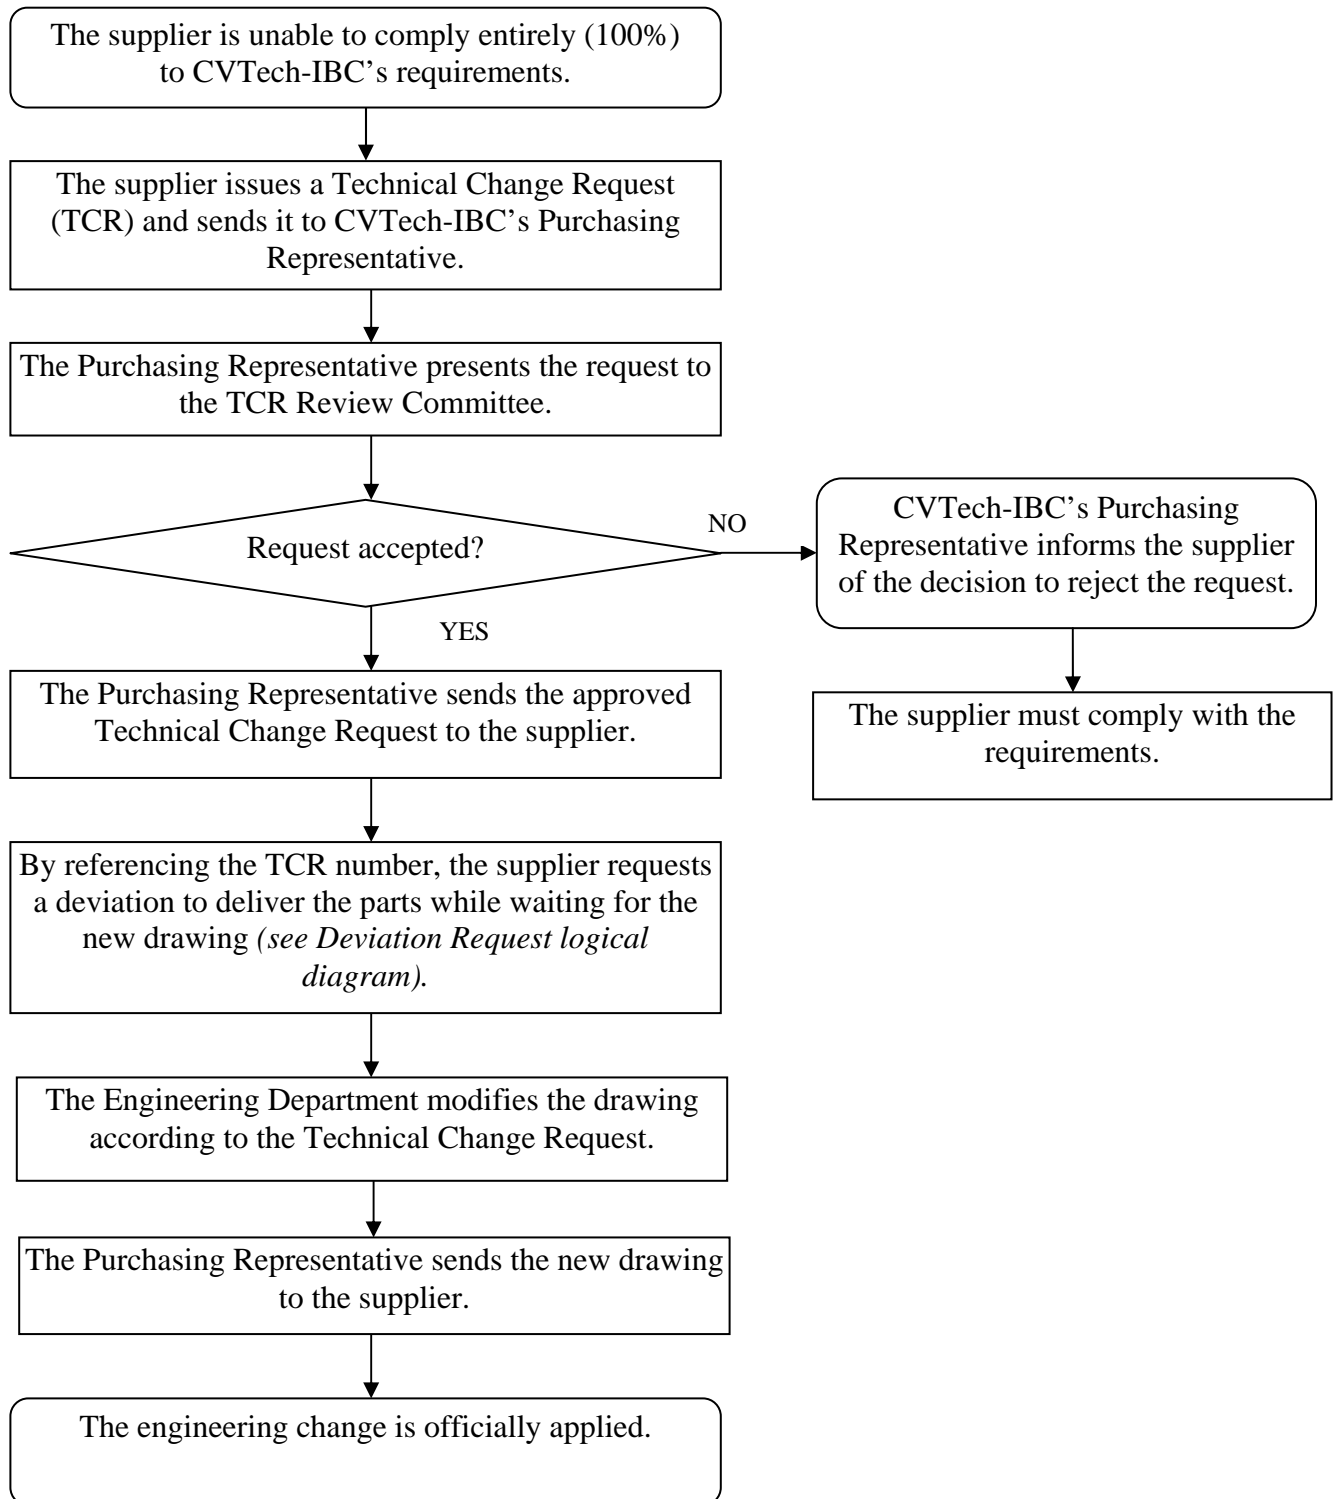 The supplier is unable to comply entirely (100%)
to CVTech-IBC’s requirements.
The supplier issues a Technical Change Request
(TCR) and sends it to CVTech-IBC’s Purchasing
Representative.
The Purchasing Representative presents the request to
the TCR Review Committee.
Request accepted?
NO
CVTech-IBC’s Purchasing
Representative informs the supplier
of the decision to reject the request.
The supplier must comply with the
requirements.
YES
The Purchasing Representative sends the approved
Technical Change Request to the supplier.
By referencing the TCR number, the supplier requests
a deviation to deliver the parts while waiting for the
new drawing (see Deviation Request logical
diagram).
The Engineering Department modifies the drawing
according to the Technical Change Request.
The Purchasing Representative sends the new drawing
to the supplier.
The engineering change is officially applied.